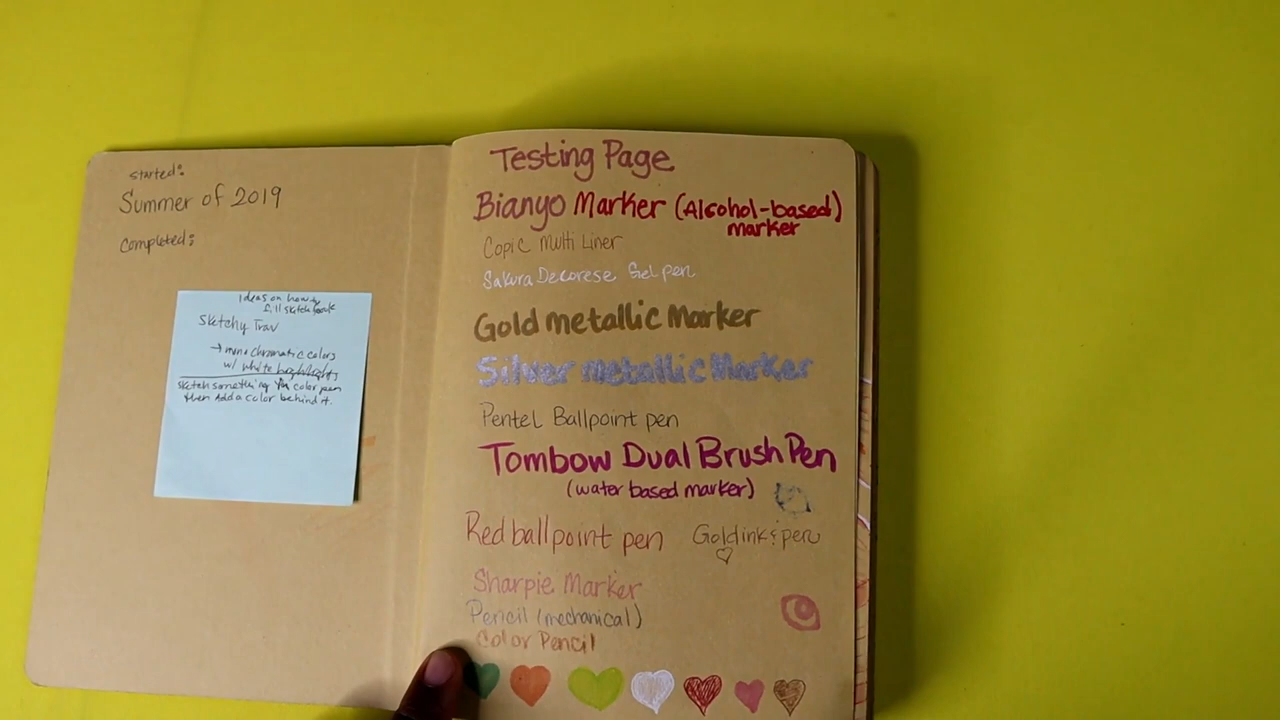 started:
Summer of 2019
Completed:
Ideas on how to
fill sketchbook
Sketchy Trav
→ monochromatic colors
w/ white highlights
sketch something in color pen
then Add a color behind it.
Testing Page
Bianyo Marker (Alcohol-based)
marker
Copic Multi Liner
Sakura Decorese Gel pen
Gold metallic Marker
Silver metallic Marker
Pentel Ballpoint pen
Tombow Dual Brush Pen
(water based marker)
Red ballpoint pen
Gold ink pen
Sharpie Marker
Pencil (mechanical)
Color Pencil